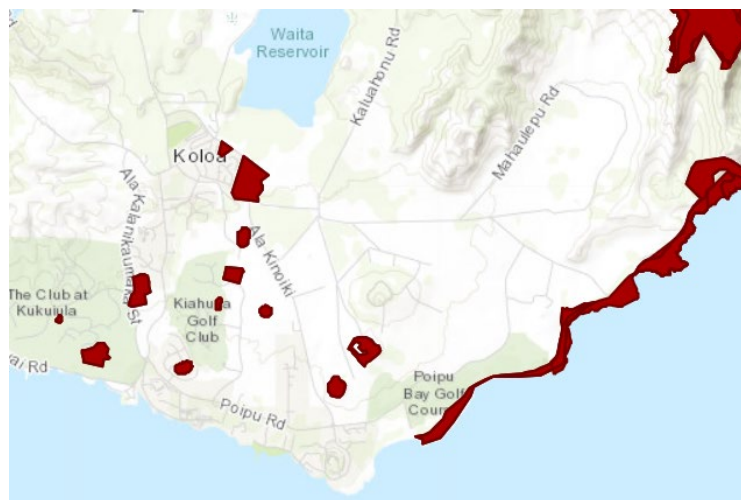 Waita
Reservoir
Kaluahonu Rd
Mahaulepu Rd
Koloa
Ala Kalanikaumaka St
Ala Kinoiki
The Club at
Kukuiula
Kiahuna
Golf
Club
Poipu
Bay Golf
Poipu Rd
Rd